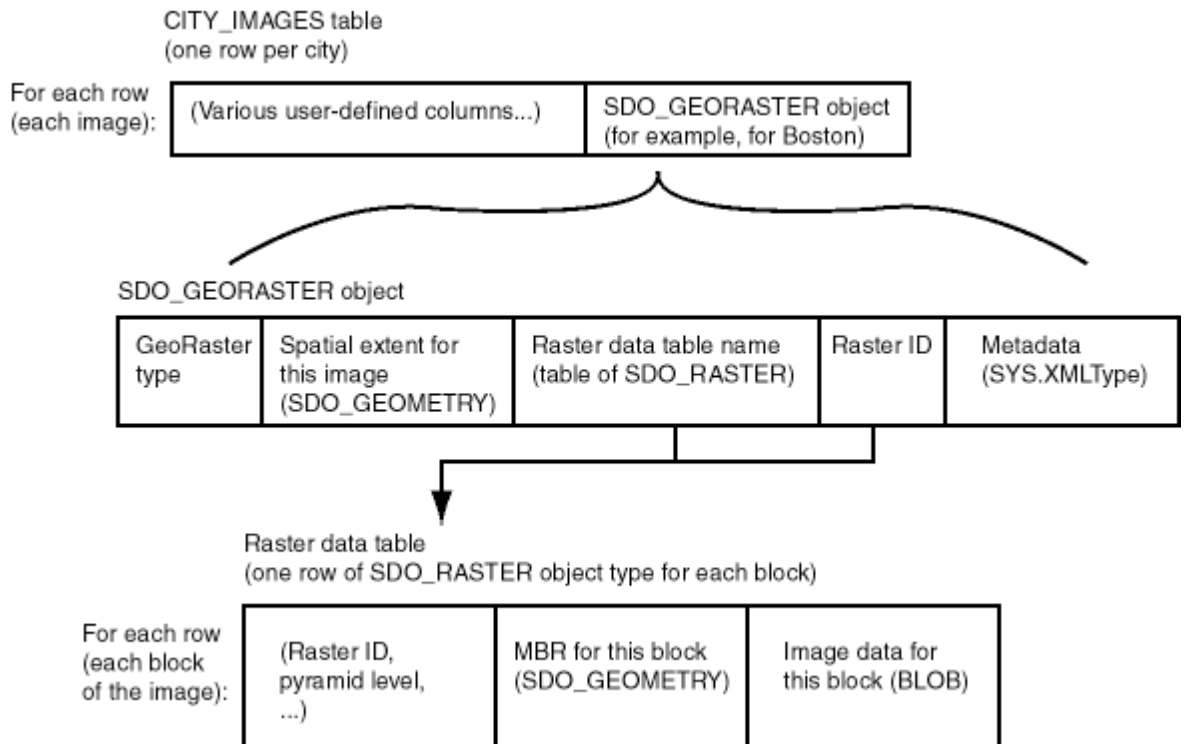 CITY_IMAGES table
(one row per city)
For each row
(each image):
(Various user-defined columns...)
SDO_GEORASTER object
(for example, for Boston)
SDO_GEORASTER object
GeoRaster
type
Spatial extent for
this image
(SDO_GEOMETRY)
Raster data table name
(table of SDO_RASTER)
Raster ID
Metadata
(SYS.XMLType)
Raster data table
(one row of SDO_RASTER object type for each block)
For each row
(each block
of the image):
(Raster ID,
pyramid level,
...)
MBR for this block
(SDO_GEOMETRY)
Image data for
this block (BLOB)